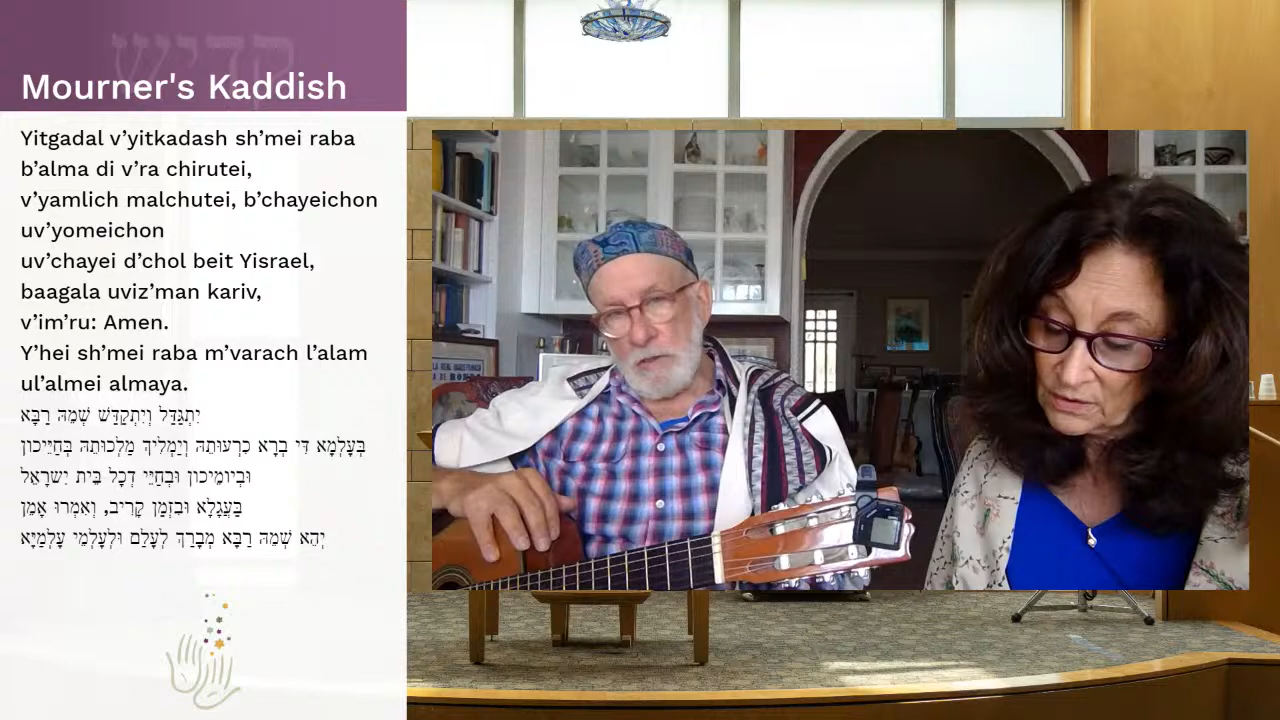 קדיש
Mourner's Kaddish
Yitgadal v’yitkadash sh’mei raba
b’alma di v’ra chirutei,
v’yamlich malchutei, b’chayeichon
uv’yomeichon
uv’chayei d’chol beit Yisrael,
baagala uviz’man kariv,
v’im’ru: Amen.
Y’hei sh’mei raba m’varach l’alam
ul’almei almaya.
יִתְגַּדַּל וְיִתְקַדַּשׁ שְׁמֵהּ רַבָּא
בְּעָלְמָא דִּי בְרָא כִרְעוּתֵהּ וְיַמְלִיךְ מַלְכוּתֵהּ בְּחַיֵּיכוֹן
וּבְיוֹמֵיכוֹן וּבְחַיֵּי דְכָל בֵּית יִשְׂרָאֵל
בַּעֲגָלָא וּבִזְמַן קָרִיב, וְאִמְרוּ אָמֵן
יְהֵא שְׁמֵהּ רַבָּא מְבָרַךְ לְעָלַם וּלְעָלְמֵי עָלְמַיָּא